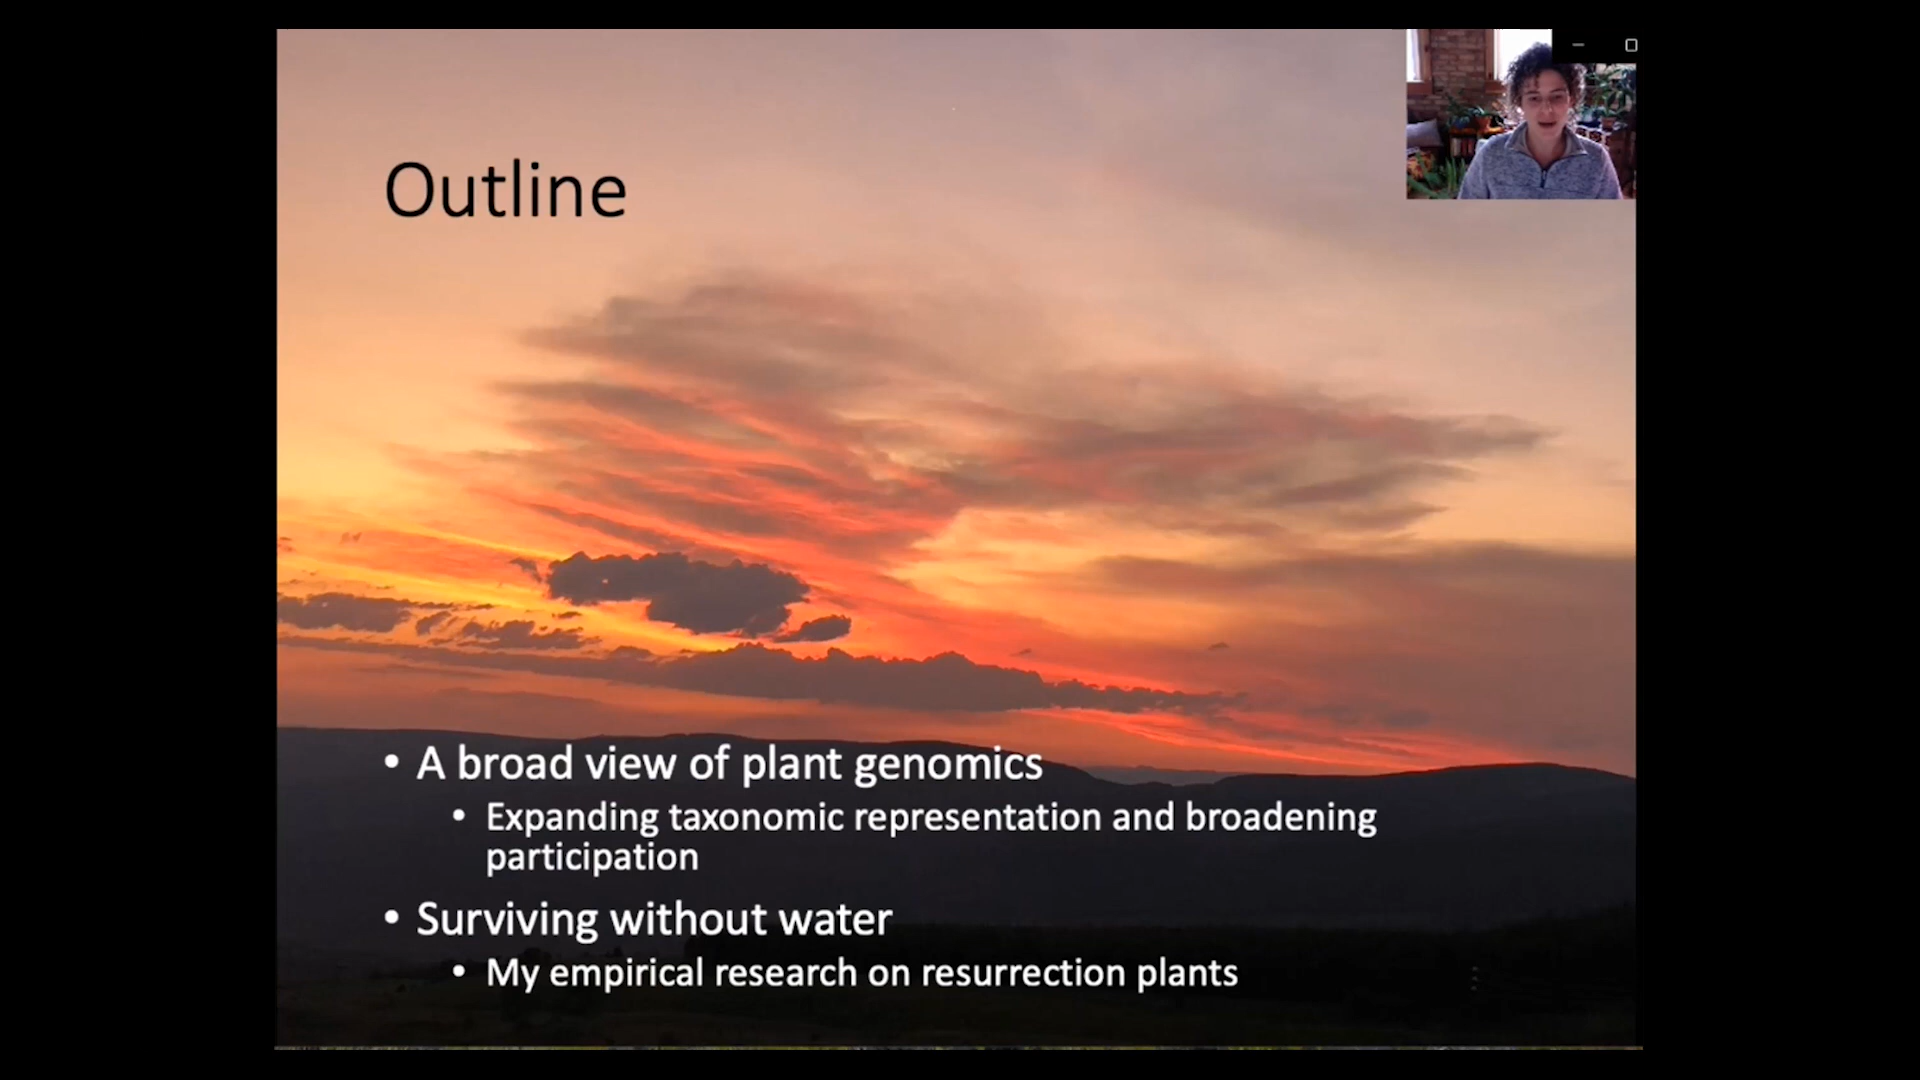 Outline
• A broad view of plant genomics
• Expanding taxonomic representation and broadening
participation
• Surviving without water
• My empirical research on resurrection plants